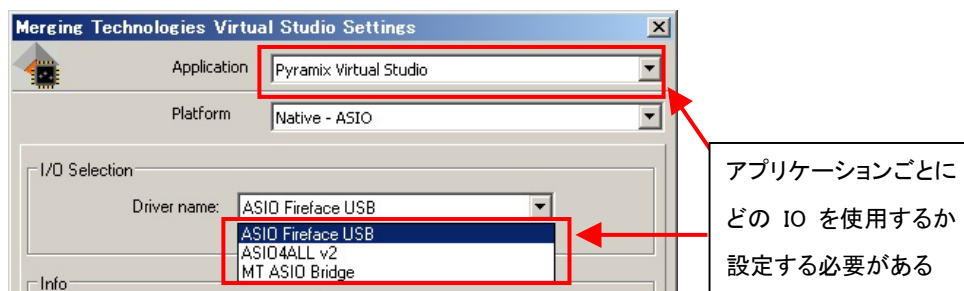 Merging Technologies Virtual Studio Settings
Application
Pyramix Virtual Studio
Platform
Native - ASIO
I/O Selection
Driver name:
ASIO Fireface USB
ASIO Fireface USB
ASIO4ALL v2
MT ASIO Bridge
Info
アプリケーションごとに
どの IO を使用するか
設定する必要がある